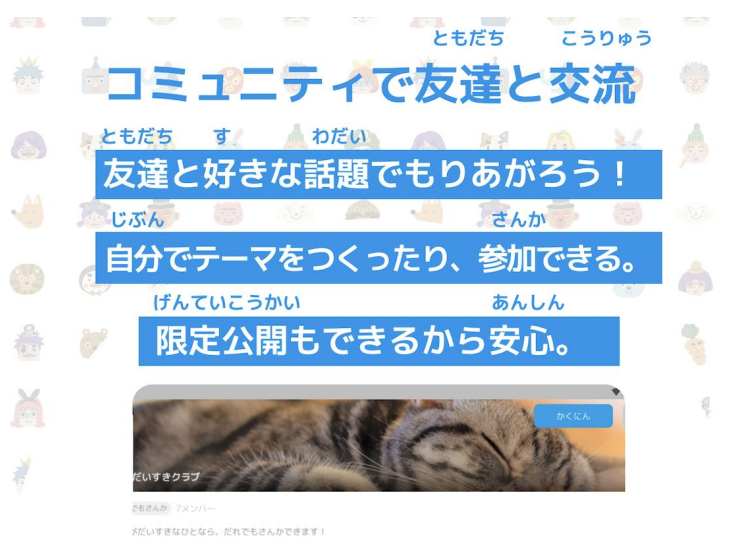 ともだち こうりゅう
コミュニティで友達と交流
ともだち す わだい
友達と好きな話題でもりあがろう！
じぶん さんか
自分でテーマをつくったり、参加できる。
げんていこうかい あんしん
限定公開もできるから安心。
かくにん
だいすきクラブ
でもさんか 7メンバー
がだいすきなひとなら、だれでもさんかできます！